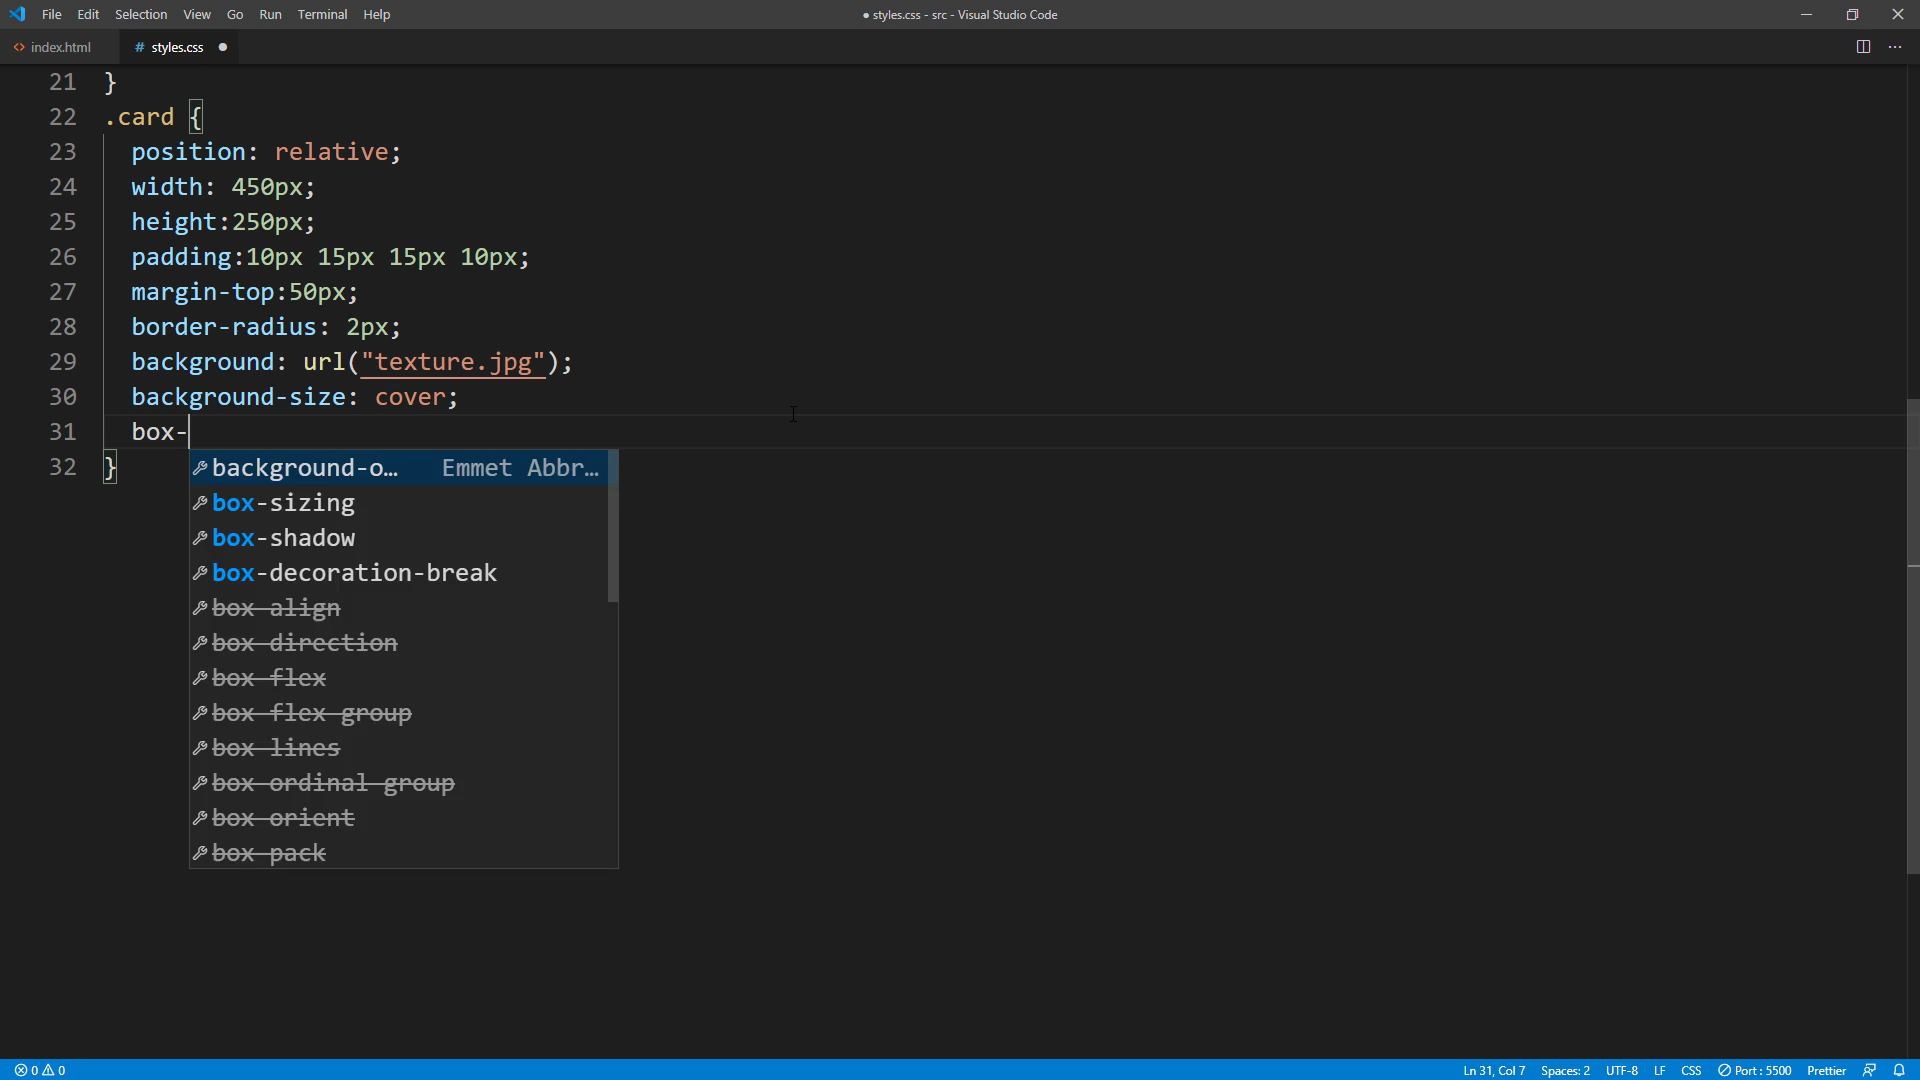 File Edit Selection View Go Run Terminal Help
● styles.css - src - Visual Studio Code
<> index.html
# styles.css ●
21 }
22 .card {
23 position: relative;
24 width: 450px;
25 height:250px;
26 padding:10px 15px 15px 10px;
27 margin-top:50px;
28 border-radius: 2px;
29 background: url("texture.jpg");
30 background-size: cover;
31 box-
32 }
background-o… Emmet Abbr…
box-sizing
box-shadow
box-decoration-break
box-align
box-direction
box-flex
box-flex-group
box-lines
box-ordinal-group
box-orient
box-pack
0 0 Ln 31, Col 7 Spaces: 2 UTF-8 LF CSS Port : 5500 Prettier